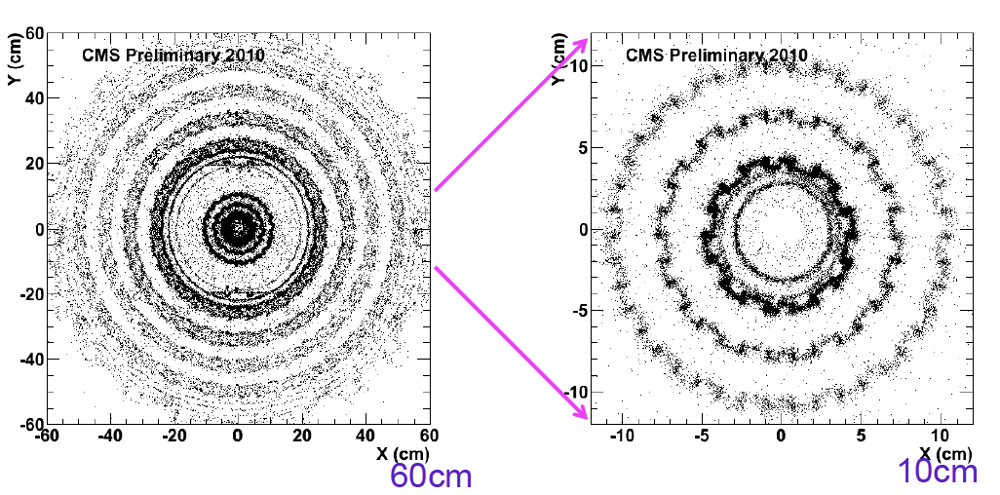 CMS Preliminary 2010
Y (cm)
60
40
20
0
-20
-40
-60
-60 -40 -20 0 20 40 60
X (cm)
60cm
CMS Preliminary 2010
Y (cm)
10
5
0
-5
-10
-10 -5 0 5 10
X (cm)
10cm